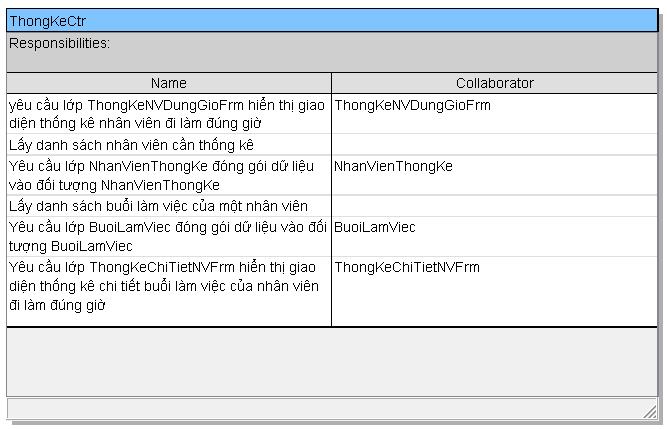 ThongKeCtr
Responsibilities:
Name Collaborator
yêu cầu lớp ThongKeNVDungGioFrm hiển thị giao ThongKeNVDungGioFrm
diện thống kê nhân viên đi làm đúng giờ
Lấy danh sách nhân viên cần thống kê
Yêu cầu lớp NhanVienThongKe đóng gói dữ liệu NhanVienThongKe
vào đối tượng NhanVienThongKe
Lấy danh sách buổi làm việc của một nhân viên
Yêu cầu lớp BuoiLamViec đóng gói dữ liệu vào đối BuoiLamViec
tượng BuoiLamViec
Yêu cầu lớp ThongKeChiTietNVFrm hiển thị giao ThongKeChiTietNVFrm
diện thống kê chi tiết buổi làm việc của nhân viên
đi làm đúng giờ